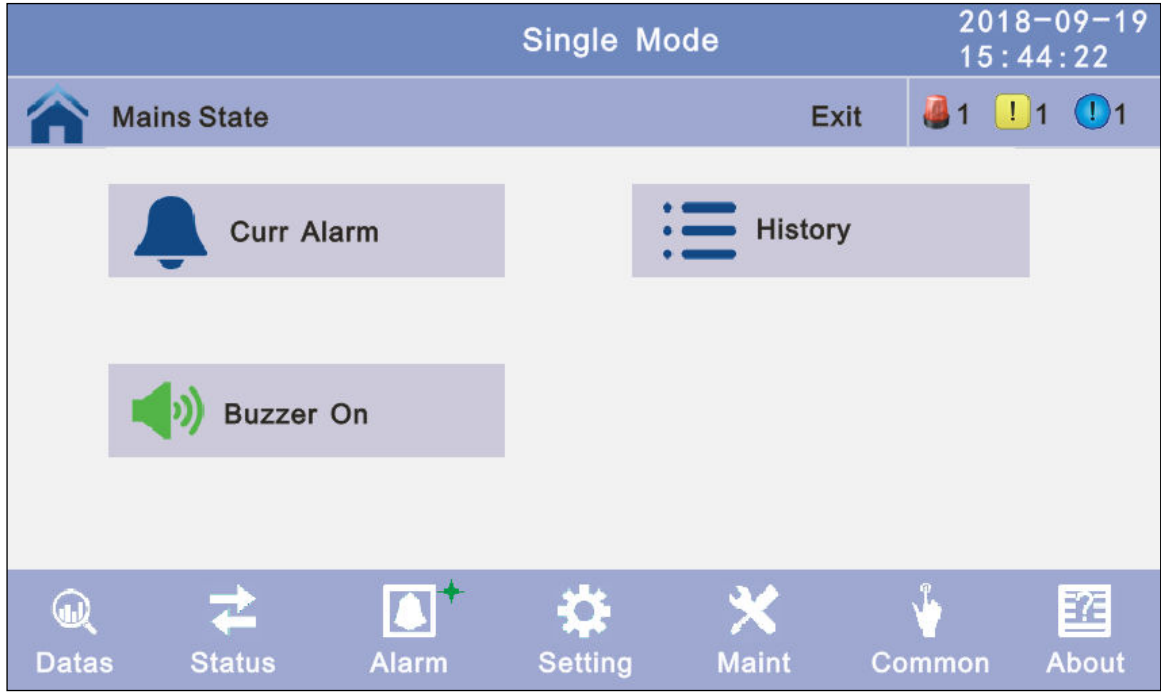 Single Mode
2018-09-19
15:44:22
Mains State
Exit
1
! 1
! 1
Curr Alarm
History
Buzzer On
?
Datas
Status
Alarm
Setting
Maint
Common
About